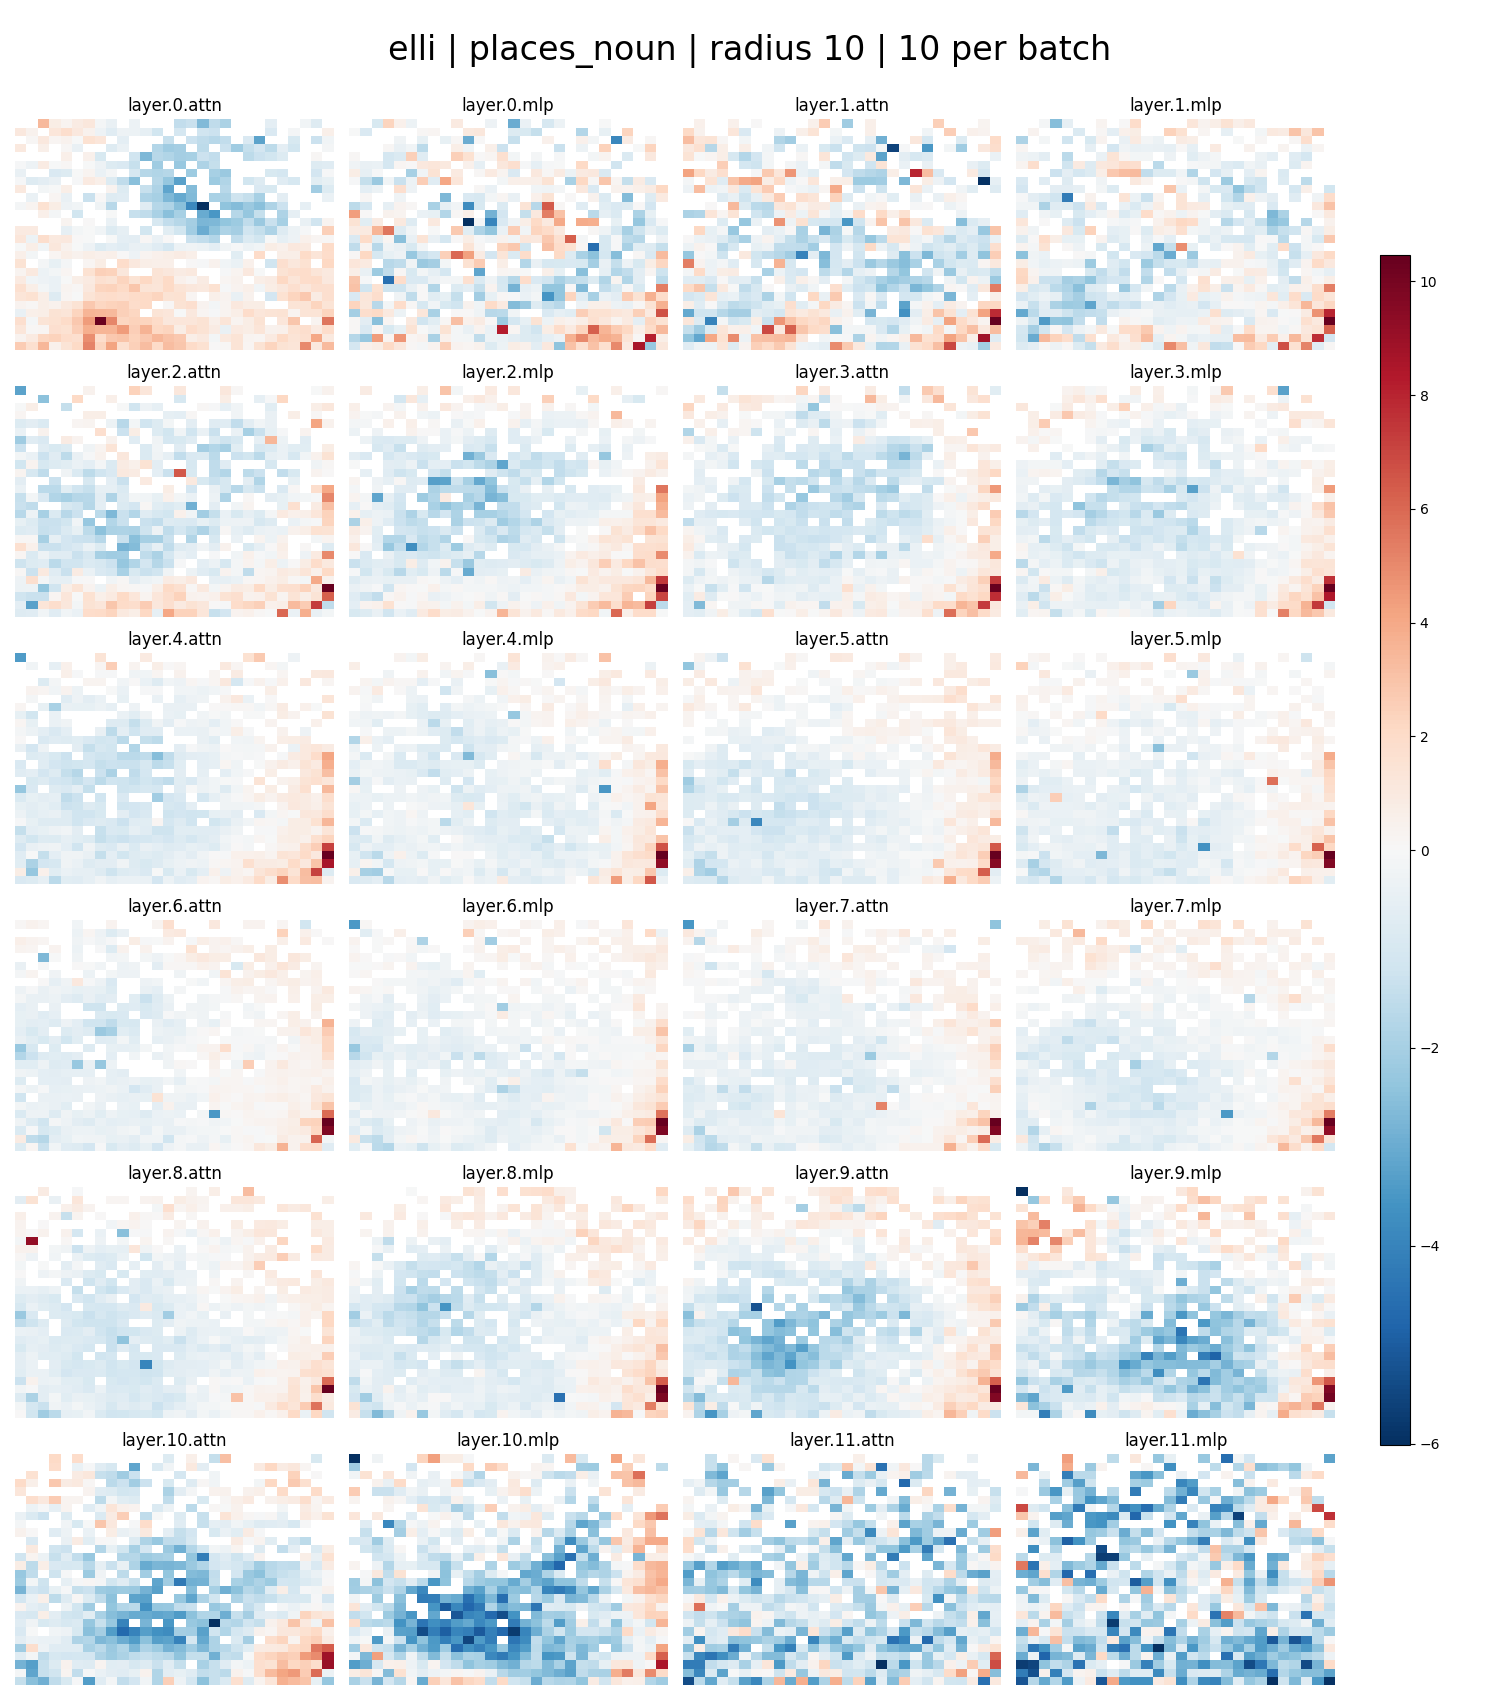 elli | places_noun | radius 10 | 10 per batch
layer.0.attn layer.0.mlp layer.1.attn layer.1.mlp
layer.2.attn layer.2.mlp layer.3.attn layer.3.mlp
layer.4.attn layer.4.mlp layer.5.attn layer.5.mlp
layer.6.attn layer.6.mlp layer.7.attn layer.7.mlp
layer.8.attn layer.8.mlp layer.9.attn layer.9.mlp
layer.10.attn layer.10.mlp layer.11.attn layer.11.mlp
10
8
6
4
2
0
−2
−4
−6